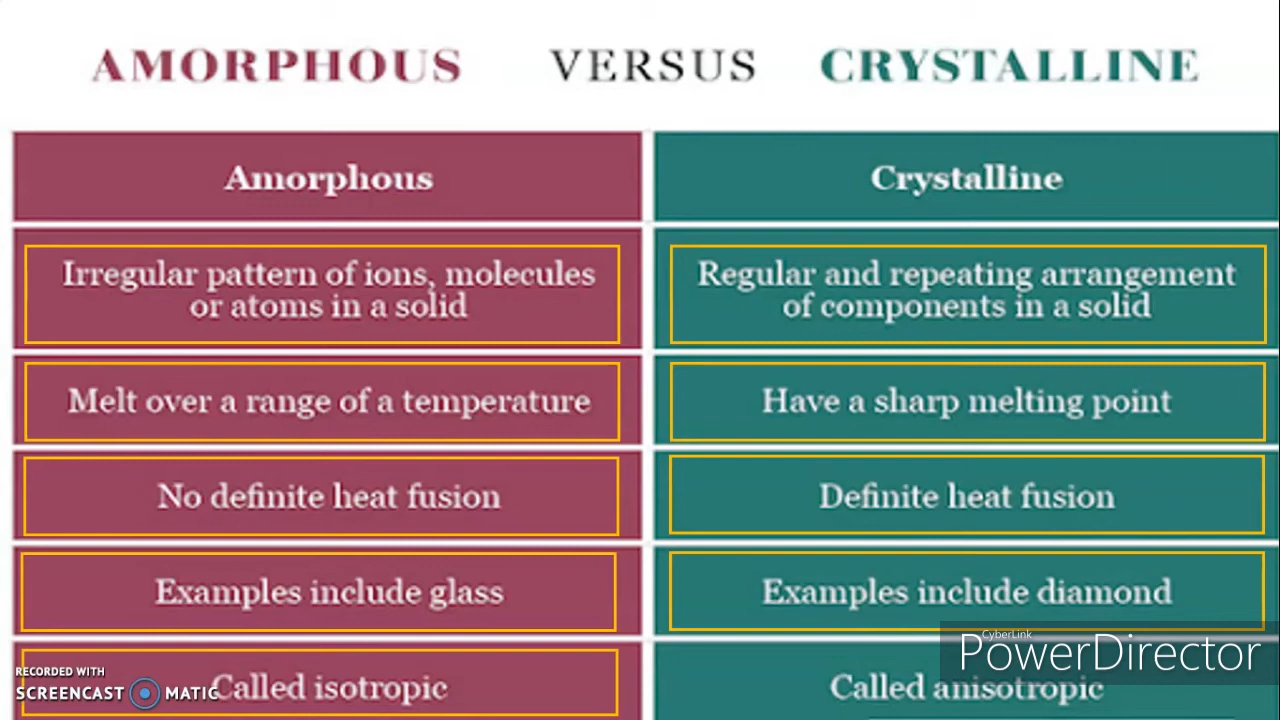 AMORPHOUS VERSUS CRYSTALLINE
Amorphous
Crystalline
Irregular pattern of ions, molecules
or atoms in a solid
Regular and repeating arrangement
of components in a solid
Melt over a range of a temperature
Have a sharp melting point
No definite heat fusion
Definite heat fusion
Examples include glass
Examples include diamond
Called isotropic
Called anisotropic
RECORDED WITH
SCREENCAST MATIC
CyberLink
PowerDirector